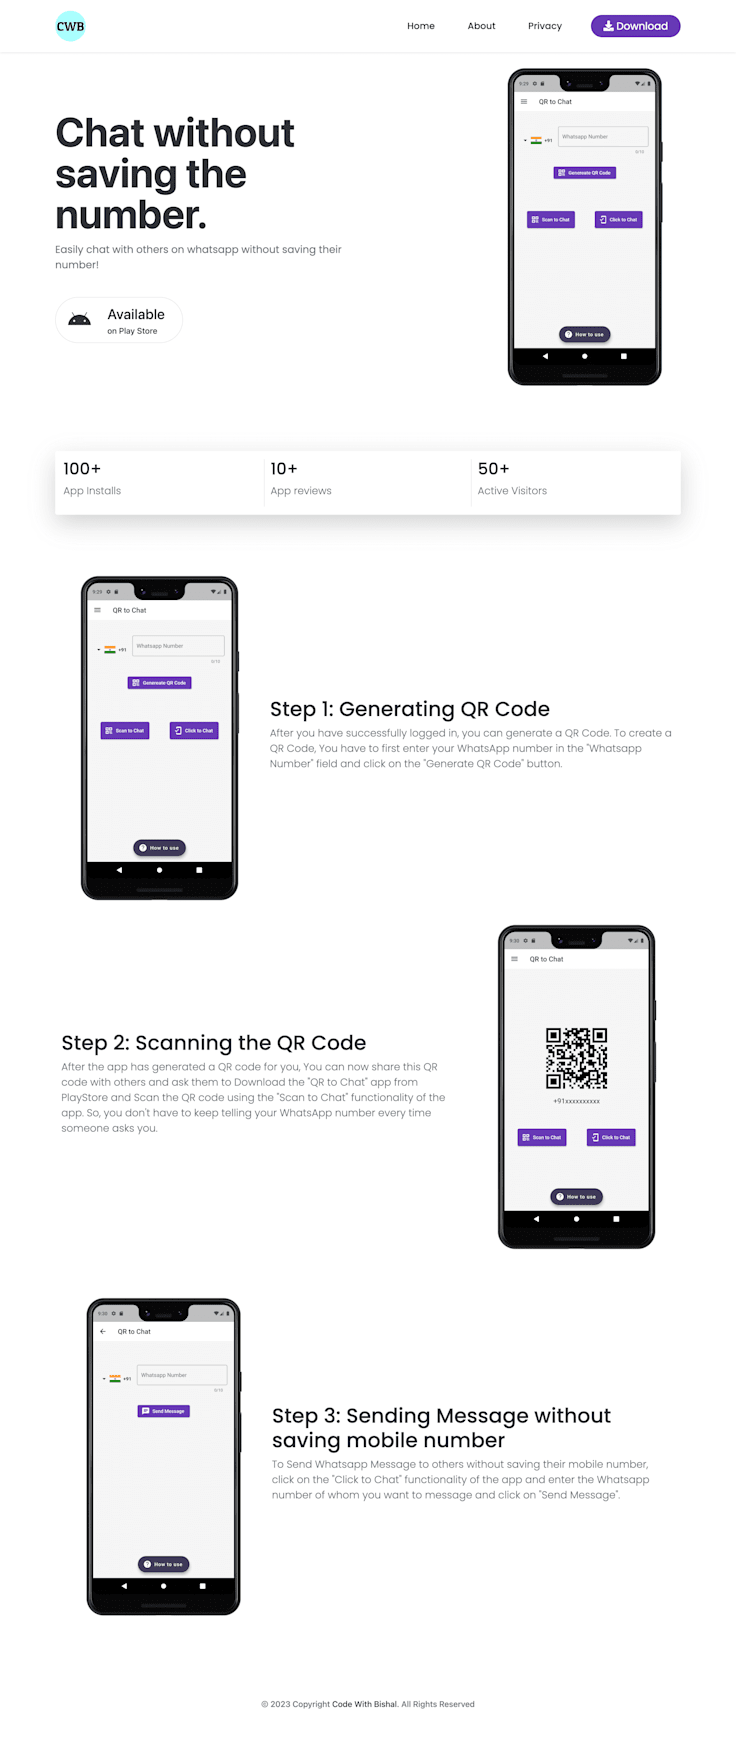 CWB
Home About Privacy Download
Chat without
saving the
number.
Easily chat with others on whatsapp without saving their
number!
Available
on Play Store
9:29
QR to Chat
+91 Whatsapp Number
0/10
Genereate QR Code
Scan to Chat Click to Chat
How to use
100+ 10+ 50+
App Installs App reviews Active Visitors
9:29
QR to Chat
+91 Whatsapp Number
0/10
Genereate QR Code
Scan to Chat Click to Chat
How to use
Step 1: Generating QR Code
After you have successfully logged in, you can generate a QR Code. To create a
QR Code, You have to first enter your WhatsApp number in the "Whatsapp
Number" field and click on the "Generate QR Code" button.
Step 2: Scanning the QR Code
After the app has generated a QR code for you, You can now share this QR
code with others and ask them to Download the "QR to Chat" app from
PlayStore and Scan the QR code using the "Scan to Chat" functionality of the
app. So, you don't have to keep telling your WhatsApp number every time
someone asks you.
9:30
QR to Chat
+91xxxxxxxxxx
Scan to Chat Click to Chat
How to use
9:30
QR to Chat
+91 Whatsapp Number
0/10
Send Message
How to use
Step 3: Sending Message without
saving mobile number
To Send Whatsapp Message to others without saving their mobile number,
click on the "Click to Chat" functionality of the app and enter the Whatsapp
number of whom you want to message and click on "Send Message".
© 2023 Copyright Code With Bishal. All Rights Reserved